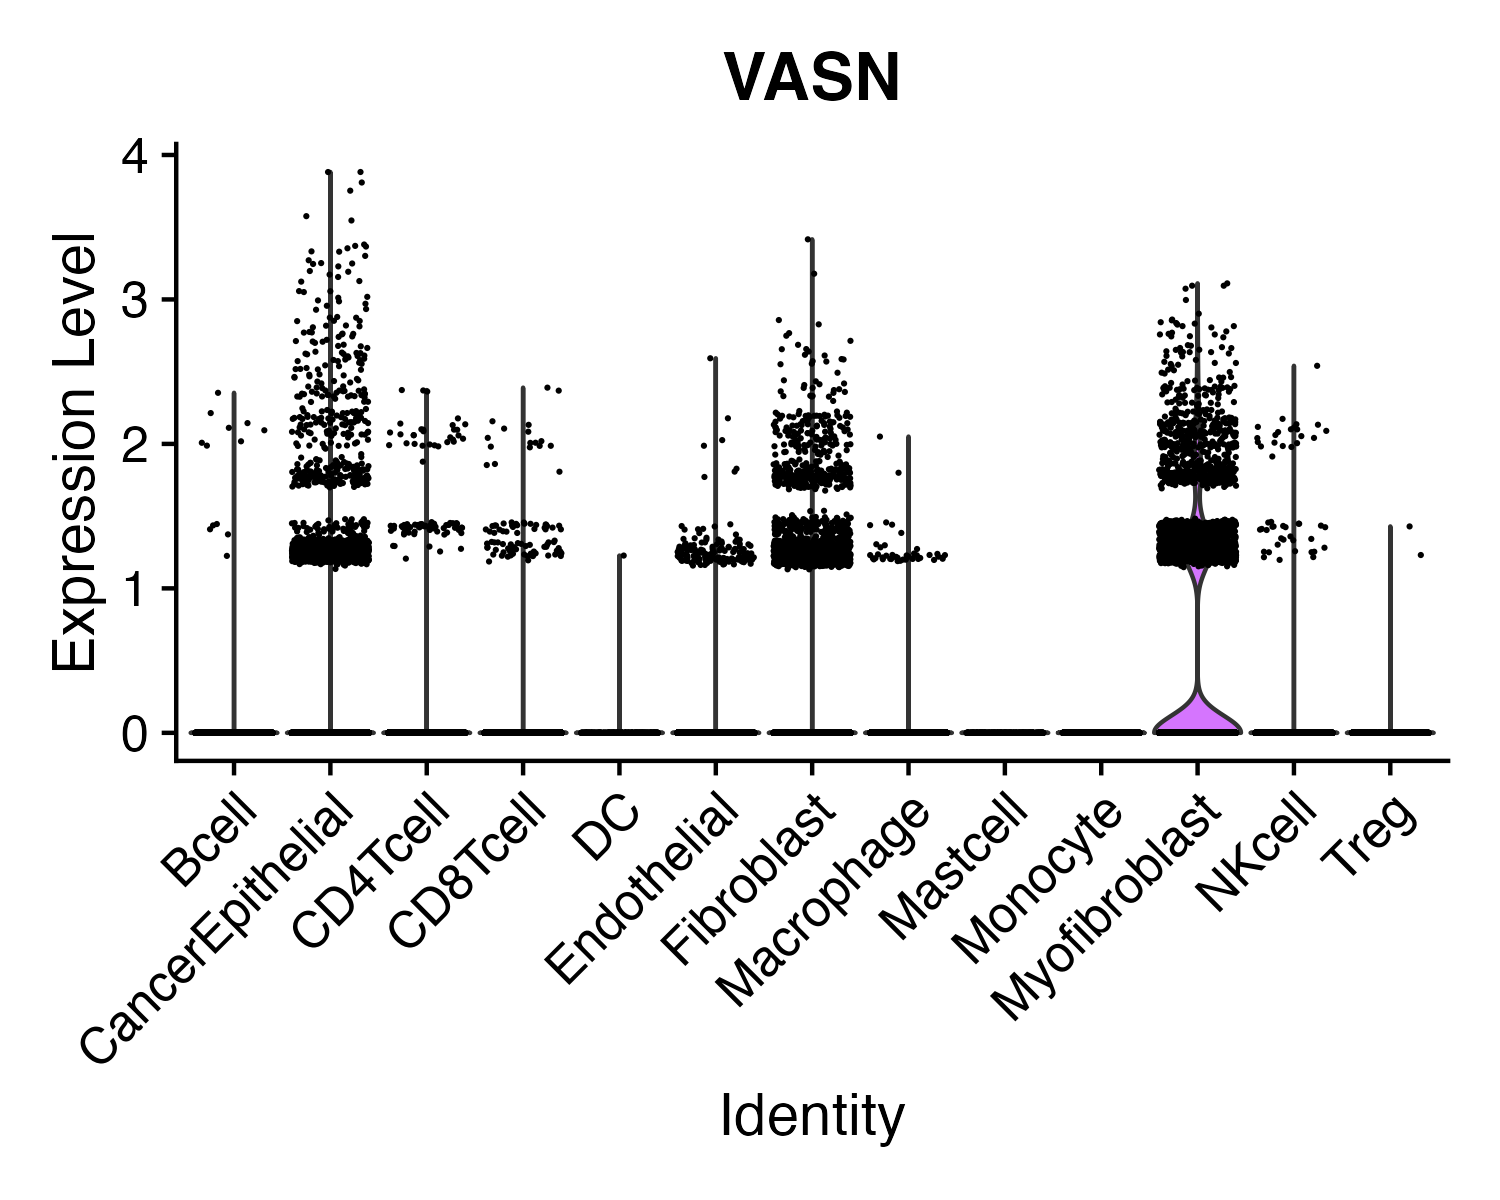 VASN
Expression Level
4
3
2
1
0
Bcell
CancerEpithelial
CD4Tcell
CD8Tcell
DC
Endothelial
Fibroblast
Macrophage
Mastcell
Monocyte
Myofibroblast
NKcell
Treg
Identity